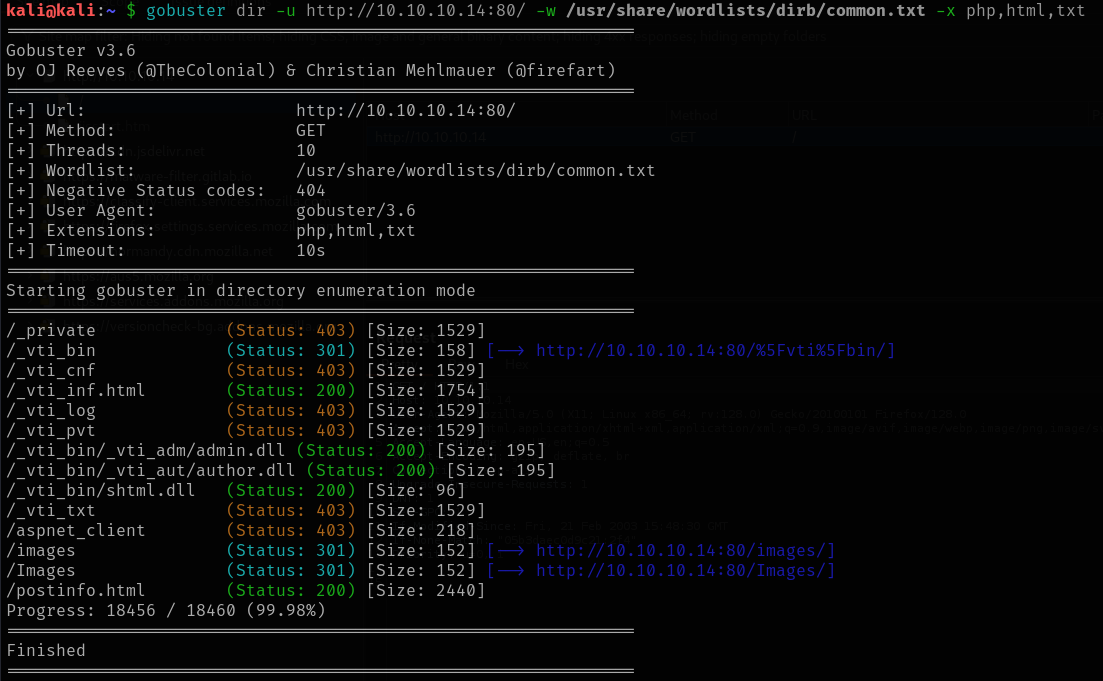 kali@kali:~ $ gobuster dir -u http://10.10.10.14:80/ -w /usr/share/wordlists/dirb/common.txt -x php,html,txt
Gobuster v3.6
by OJ Reeves (@TheColonial) & Christian Mehlmauer (@firefart)
[+] Url: http://10.10.10.14:80/
[+] Method: GET
[+] Threads: 10
[+] Wordlist: /usr/share/wordlists/dirb/common.txt
[+] Negative Status codes: 404
[+] User Agent: gobuster/3.6
[+] Extensions: php,html,txt
[+] Timeout: 10s
Starting gobuster in directory enumeration mode
/_private (Status: 403) [Size: 1529]
/_vti_bin (Status: 301) [Size: 158] [--> http://10.10.10.14:80/%5Fvti%5Fbin/]
/_vti_cnf (Status: 403) [Size: 1529]
/_vti_inf.html (Status: 200) [Size: 1754]
/_vti_log (Status: 403) [Size: 1529]
/_vti_pvt (Status: 403) [Size: 1529]
/_vti_bin/_vti_adm/admin.dll (Status: 200) [Size: 195]
/_vti_bin/_vti_aut/author.dll (Status: 200) [Size: 195]
/_vti_bin/shtml.dll (Status: 200) [Size: 96]
/_vti_txt (Status: 403) [Size: 1529]
/aspnet_client (Status: 403) [Size: 218]
/images (Status: 301) [Size: 152] [--> http://10.10.10.14:80/images/]
/Images (Status: 301) [Size: 152] [--> http://10.10.10.14:80/Images/]
/postinfo.html (Status: 200) [Size: 2440]
Progress: 18456 / 18460 (99.98%)
Finished